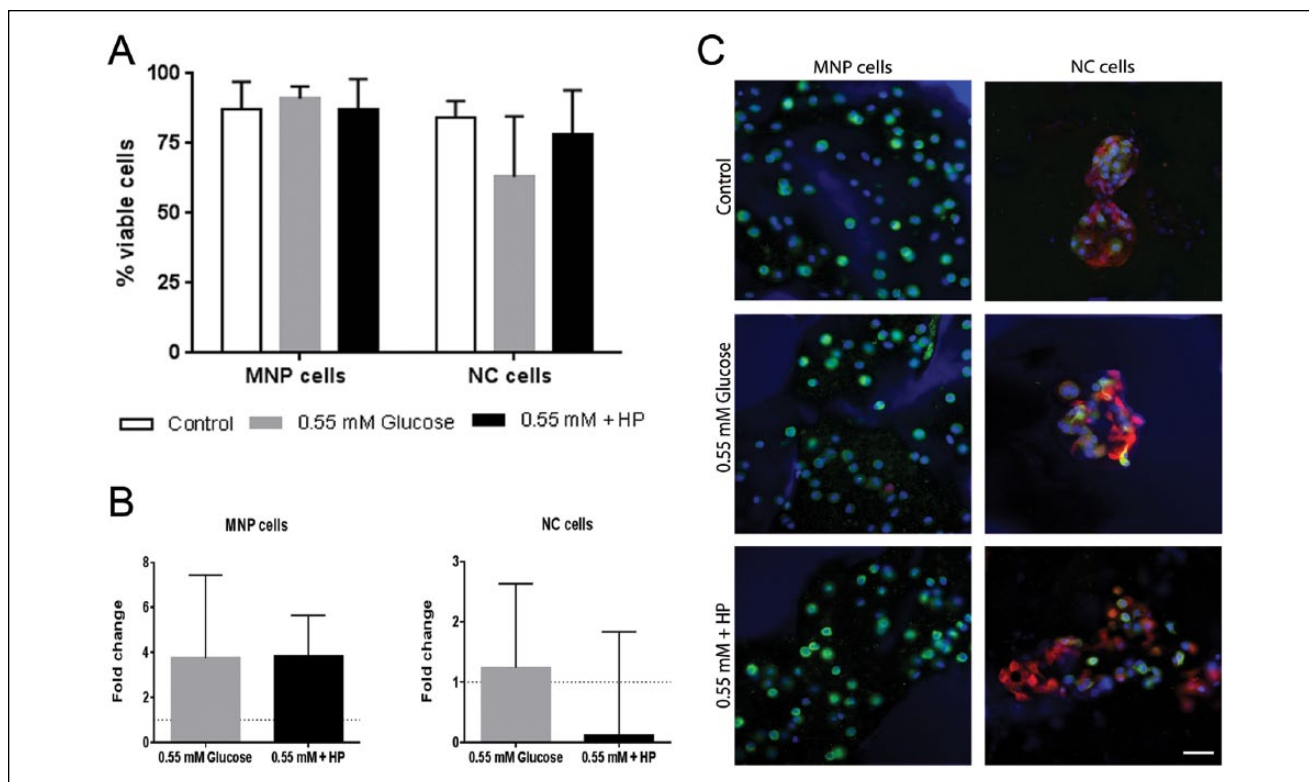 A
% viable cells
100
75
50
25
0
MNP cells
NC cells
Control
0.55 mM Glucose
0.55 mM + HP
B
MNP cells
Fold change
8
6
4
2
0
0.55 mM Glucose
0.55 mM + HP
NC cells
Fold change
3
2
1
0
0.55 mM Glucose
0.55 mM + HP
C
MNP cells
NC cells
Control
0.55 mM Glucose
0.55 mM + HP